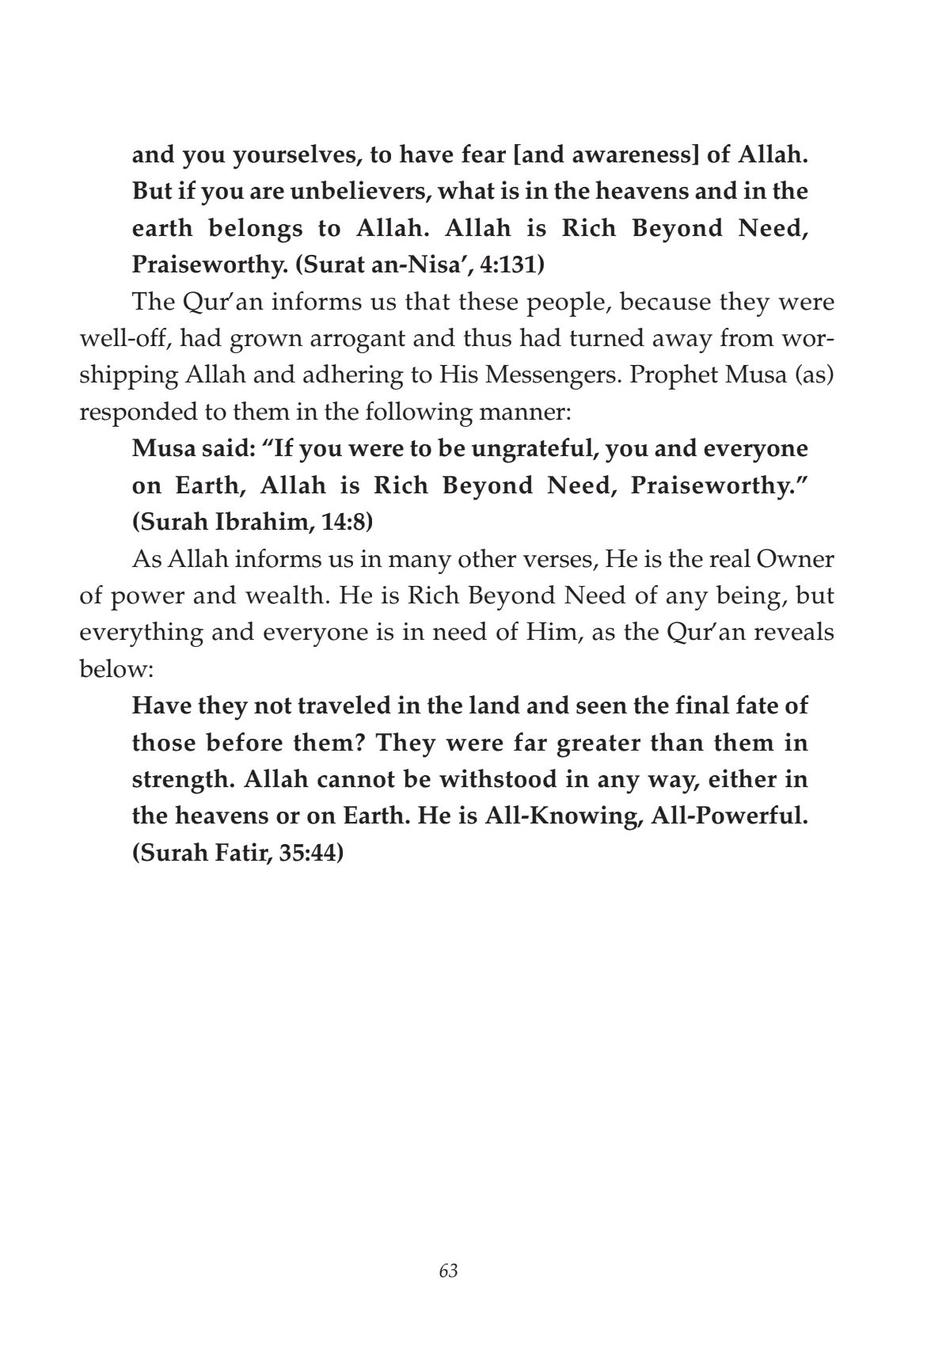 and you yourselves, to have fear [and awareness] of Allah.
But if you are unbelievers, what is in the heavens and in the
earth belongs to Allah. Allah is Rich Beyond Need,
Praiseworthy. (Surat an-Nisa’, 4:131)
The Qur’an informs us that these people, because they were
well-off, had grown arrogant and thus had turned away from wor-
shipping Allah and adhering to His Messengers. Prophet Musa (as)
responded to them in the following manner:
Musa said: “If you were to be ungrateful, you and everyone
on Earth, Allah is Rich Beyond Need, Praiseworthy.”
(Surah Ibrahim, 14:8)
As Allah informs us in many other verses, He is the real Owner
of power and wealth. He is Rich Beyond Need of any being, but
everything and everyone is in need of Him, as the Qur’an reveals
below:
Have they not traveled in the land and seen the final fate of
those before them? They were far greater than them in
strength. Allah cannot be withstood in any way, either in
the heavens or on Earth. He is All-Knowing, All-Powerful.
(Surah Fatir, 35:44)
63